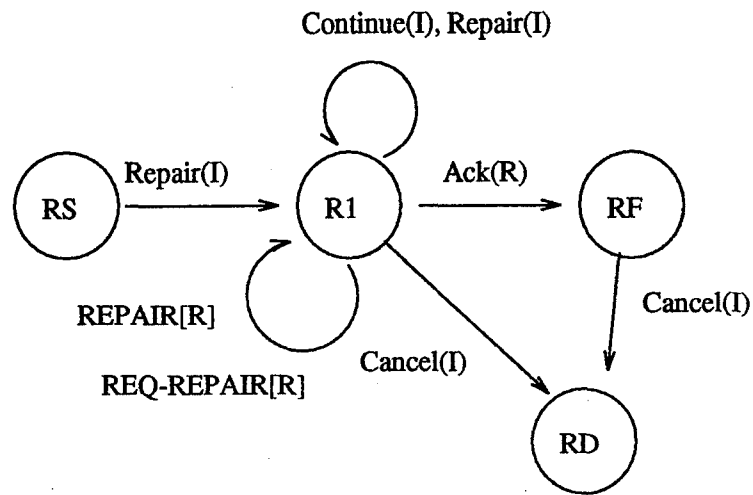 Continue(I), Repair(I)
Repair(I)
Ack(R)
RS
R1
RF
REPAIR[R]
Cancel(I)
REQ-REPAIR[R]
Cancel(I)
RD